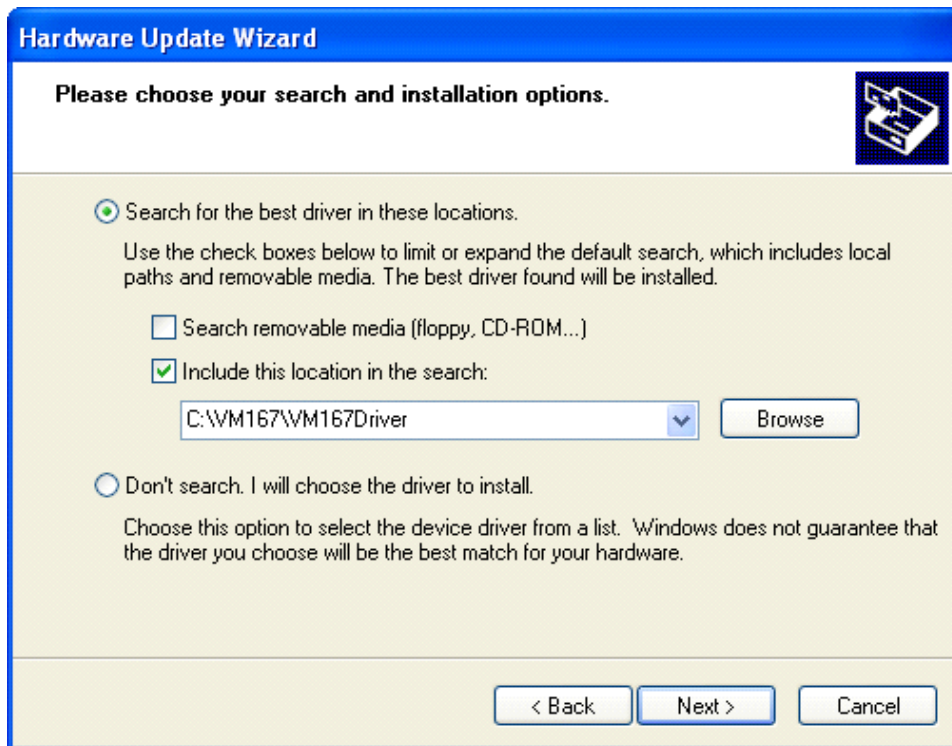 Hardware Update Wizard
Please choose your search and installation options.
Search for the best driver in these locations.
Use the check boxes below to limit or expand the default search, which includes local
paths and removable media. The best driver found will be installed.
Search removable media (floppy, CD-ROM...)
Include this location in the search:
C:\VM167\VM167Driver
Browse
Don't search. I will choose the driver to install.
Choose this option to select the device driver from a list.  Windows does not guarantee that
the driver you choose will be the best match for your hardware.
< Back
Next >
Cancel